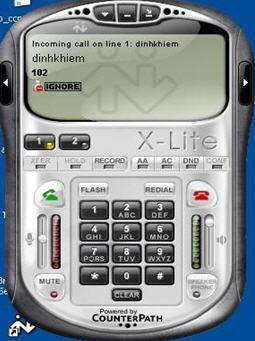 Incoming call on line 1: dinhkhiem
dinhkhiem
102
IGNORE
1 2
X-Lite
XFER HOLD RECORD AA AC DND CONF
FLASH REDIAL
1 2 ABC 3 DEF
4 GHI 5 JKL 6 MNO
7 PQRS 8 TUV 9 WXYZ
* 0 #
MUTE
SPEAKER PHONE
CLEAR
Powered by
COUNTERPATH